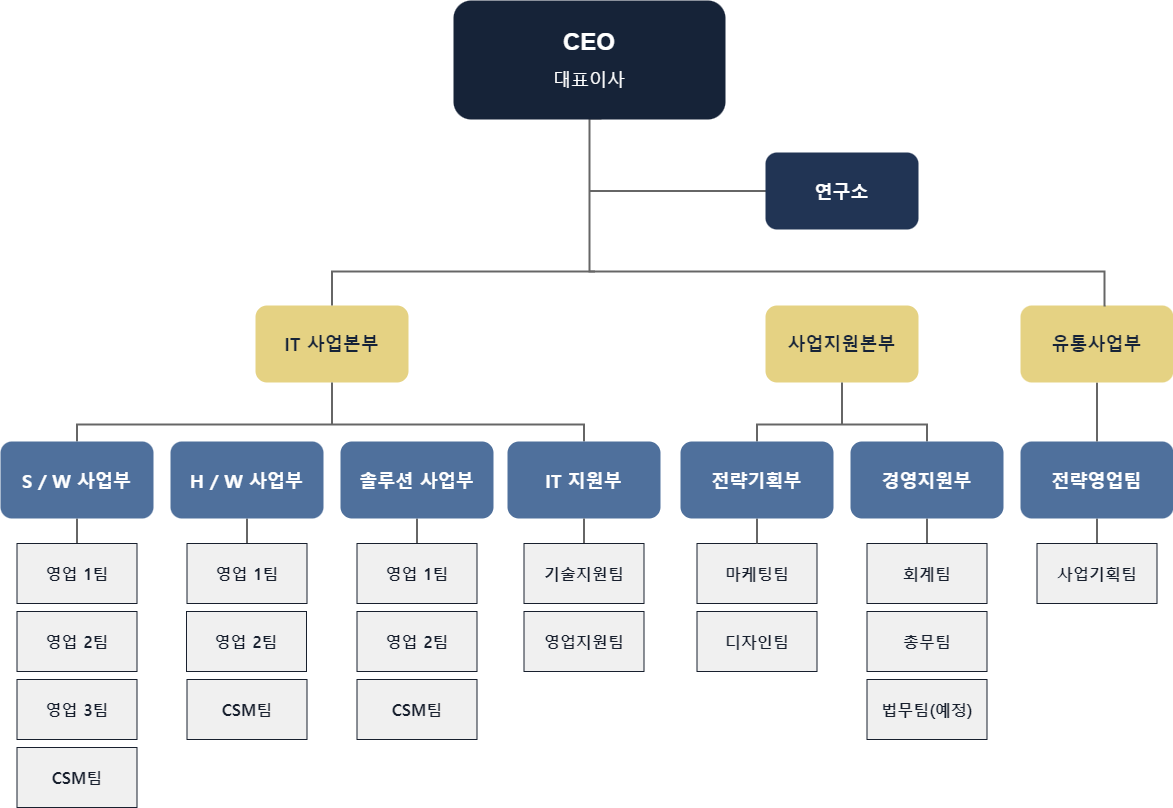 CEO
대표이사
연구소
IT 사업본부
사업지원본부
유통사업부
S / W 사업부
H / W 사업부
솔루션 사업부
IT 지원부
전략기획부
경영지원부
전략영업팀
영업 1팀
영업 1팀
영업 1팀
기술지원팀
마케팅팀
회계팀
사업기획팀
영업 2팀
영업 2팀
영업 2팀
영업지원팀
디자인팀
총무팀
영업 3팀
CSM팀
CSM팀
법무팀(예정)
CSM팀